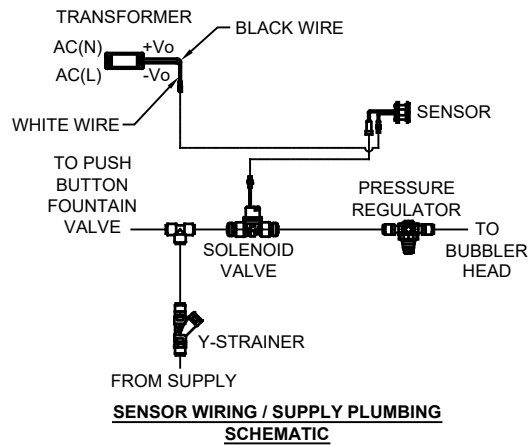 TRANSFORMER
BLACK WIRE
AC(N)
+Vo
AC(L)
-Vo
WHITE WIRE
SENSOR
TO PUSH
BUTTON
FOUNTAIN
VALVE
PRESSURE
REGULATOR
SOLENOID
VALVE
TO
BUBBLER
HEAD
Y-STRAINER
FROM SUPPLY
SENSOR WIRING / SUPPLY PLUMBING
SCHEMATIC